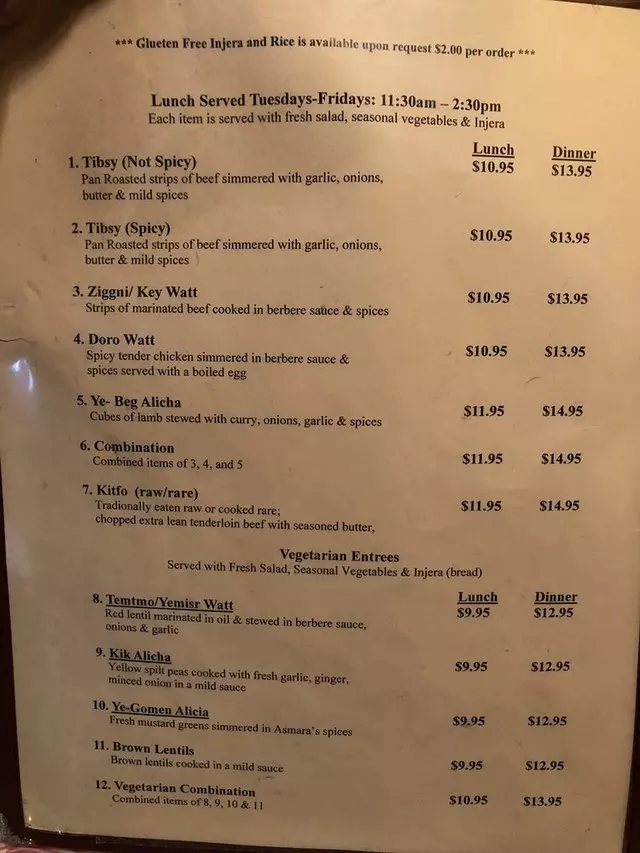 *** Glueten Free Injera and Rice is available upon request $2.00 per order ***
Lunch Served Tuesdays-Fridays: 11:30am – 2:30pm
Each item is served with fresh salad, seasonal vegetables & Injera
Lunch Dinner
1. Tibsy (Not Spicy) $10.95 $13.95
Pan Roasted strips of beef simmered with garlic, onions,
butter & mild spices
2. Tibsy (Spicy) $10.95 $13.95
Pan Roasted strips of beef simmered with garlic, onions,
butter & mild spices
3. Ziggni/ Key Watt $10.95 $13.95
Strips of marinated beef cooked in berbere sauce & spices
4. Doro Watt $10.95 $13.95
Spicy tender chicken simmered in berbere sauce &
spices served with a boiled egg
5. Ye- Beg Alicha $11.95 $14.95
Cubes of lamb stewed with curry, onions, garlic & spices
6. Combination $11.95 $14.95
Combined items of 3, 4, and 5
7. Kitfo (raw/rare) $11.95 $14.95
Tradionally eaten raw or cooked rare;
chopped extra lean tenderloin beef with seasoned butter,
Vegetarian Entrees
Served with Fresh Salad, Seasonal Vegetables & Injera (bread)
Lunch Dinner
8. Temtmo/Yemisr Watt $9.95 $12.95
Red lentil marinated in oil & stewed in berbere sauce,
onions & garlic
9. Kik Alicha $9.95 $12.95
Yellow spilt peas cooked with fresh garlic, ginger,
minced onion in a mild sauce
10. Ye-Gomen Alicia $9.95 $12.95
Fresh mustard greens simmered in Asmara's spices
11. Brown Lentils $9.95 $12.95
Brown lentils cooked in a mild sauce
12. Vegetarian Combination $10.95 $13.95
Combined items of 8, 9, 10 & 11